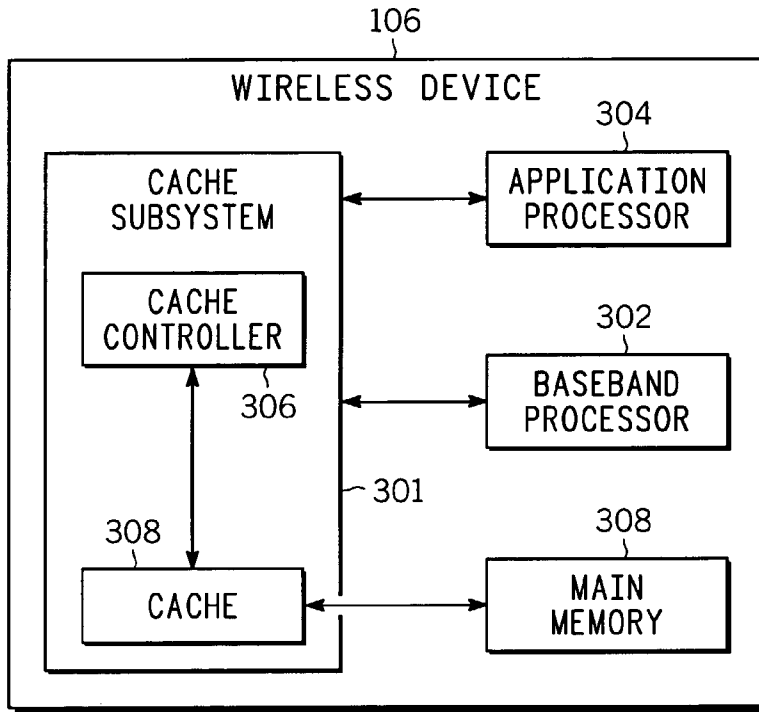 106
WIRELESS DEVICE
304
CACHE
SUBSYSTEM
APPLICATION
PROCESSOR
CACHE
CONTROLLER
306
302
BASEBAND
PROCESSOR
301
308
CACHE
308
MAIN
MEMORY